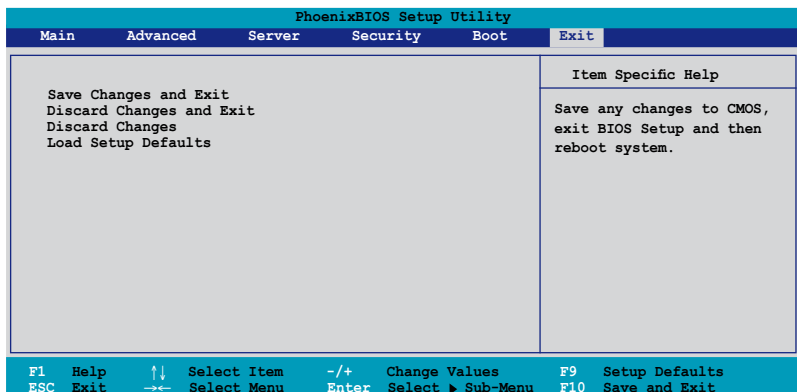 PhoenixBIOS Setup Utility
Main Advanced Server Security Boot Exit
Save Changes and Exit
Discard Changes and Exit
Discard Changes
Load Setup Defaults
Item Specific Help
Save any changes to CMOS,
exit BIOS Setup and then
reboot system.
F1 Help ↑↓ Select Item -/+ Change Values F9 Setup Defaults
ESC Exit →← Select Menu Enter Select ▶ Sub-Menu F10 Save and Exit